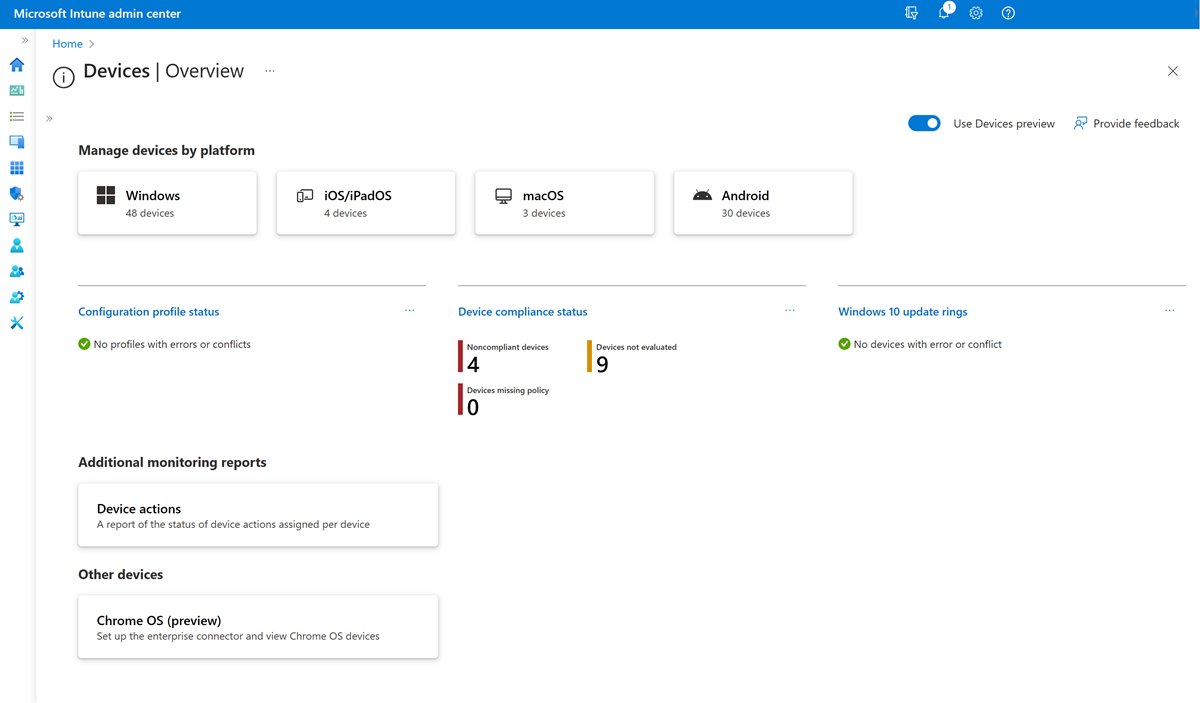 Microsoft Intune admin center
1
Home
Devices | Overview
Use Devices preview
Provide feedback
Manage devices by platform
Windows
48 devices
iOS/iPadOS
4 devices
macOS
3 devices
Android
30 devices
Configuration profile status
No profiles with errors or conflicts
Device compliance status
Noncompliant devices
4
Devices not evaluated
9
Devices missing policy
0
Windows 10 update rings
No devices with error or conflict
Additional monitoring reports
Device actions
A report of the status of device actions assigned per device
Other devices
Chrome OS (preview)
Set up the enterprise connector and view Chrome OS devices